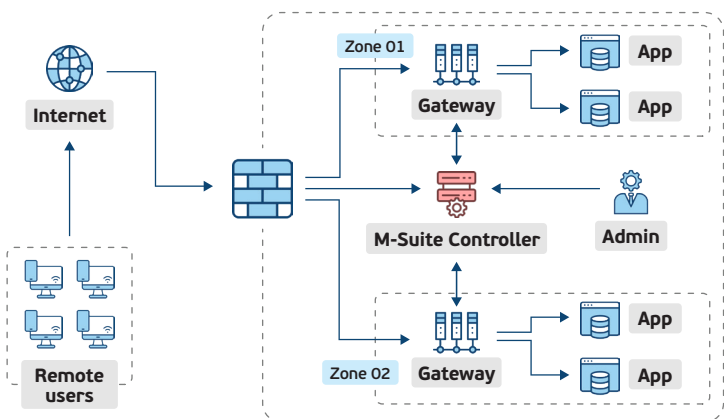 Zone 01
App
Internet
Gateway
App
M-Suite Controller
Admin
App
Zone 02
Gateway
App
Remote
users